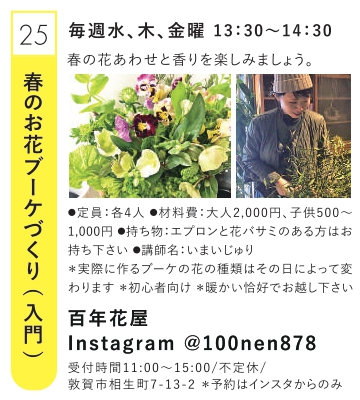 25
春のお花ブーケづくり（入門）
毎週水、木、金曜 13:30〜14:30
春の花あわせと香りを楽しみましょう。
●定員：各4人 ●材料費：大人2,000円、子供500〜
1,000円 ●持ち物：エプロンと花バサミのある方はお
持ち下さい ●講師名：いまいじゅり
＊実際に作るブーケの花の種類はその日によって変
わります ＊初心者向け ＊暖かい恰好でお越し下さい
百年花屋
Instagram @100nen878
受付時間11:00〜15:00/不定休/
敦賀市相生町7-13-2 ＊予約はインスタからのみ